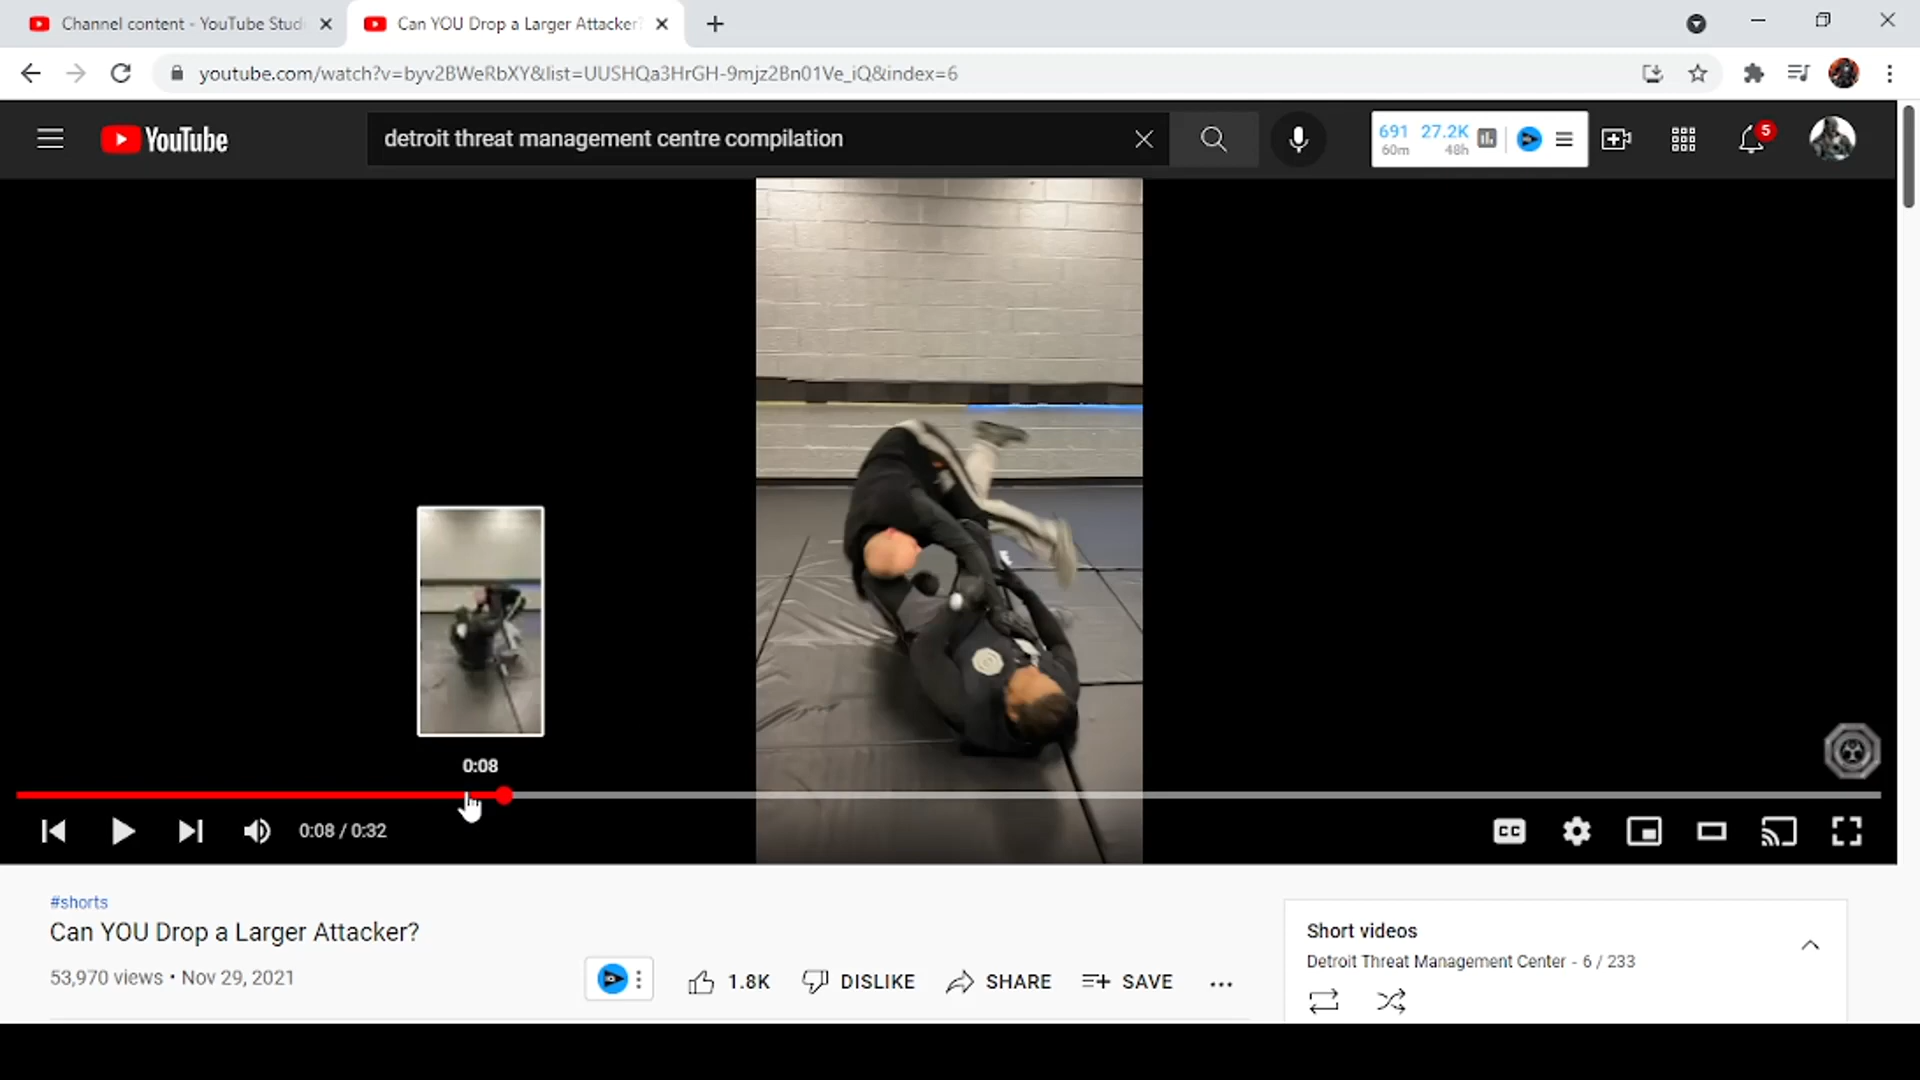 Channel content - YouTube Stud
Can YOU Drop a Larger Attacker?
youtube.com/watch?v=byv2BWeRbXY&list=UUSHQa3HrGH-9mjz2Bn01Ve_iQ&index=6
YouTube
detroit threat management centre compilation
691 27.2K
60m 48h
5
0:08
0:08 / 0:32
CC
#shorts
Can YOU Drop a Larger Attacker?
53,970 views • Nov 29, 2021
1.8K DISLIKE SHARE SAVE
Short videos
Detroit Threat Management Center - 6 / 233